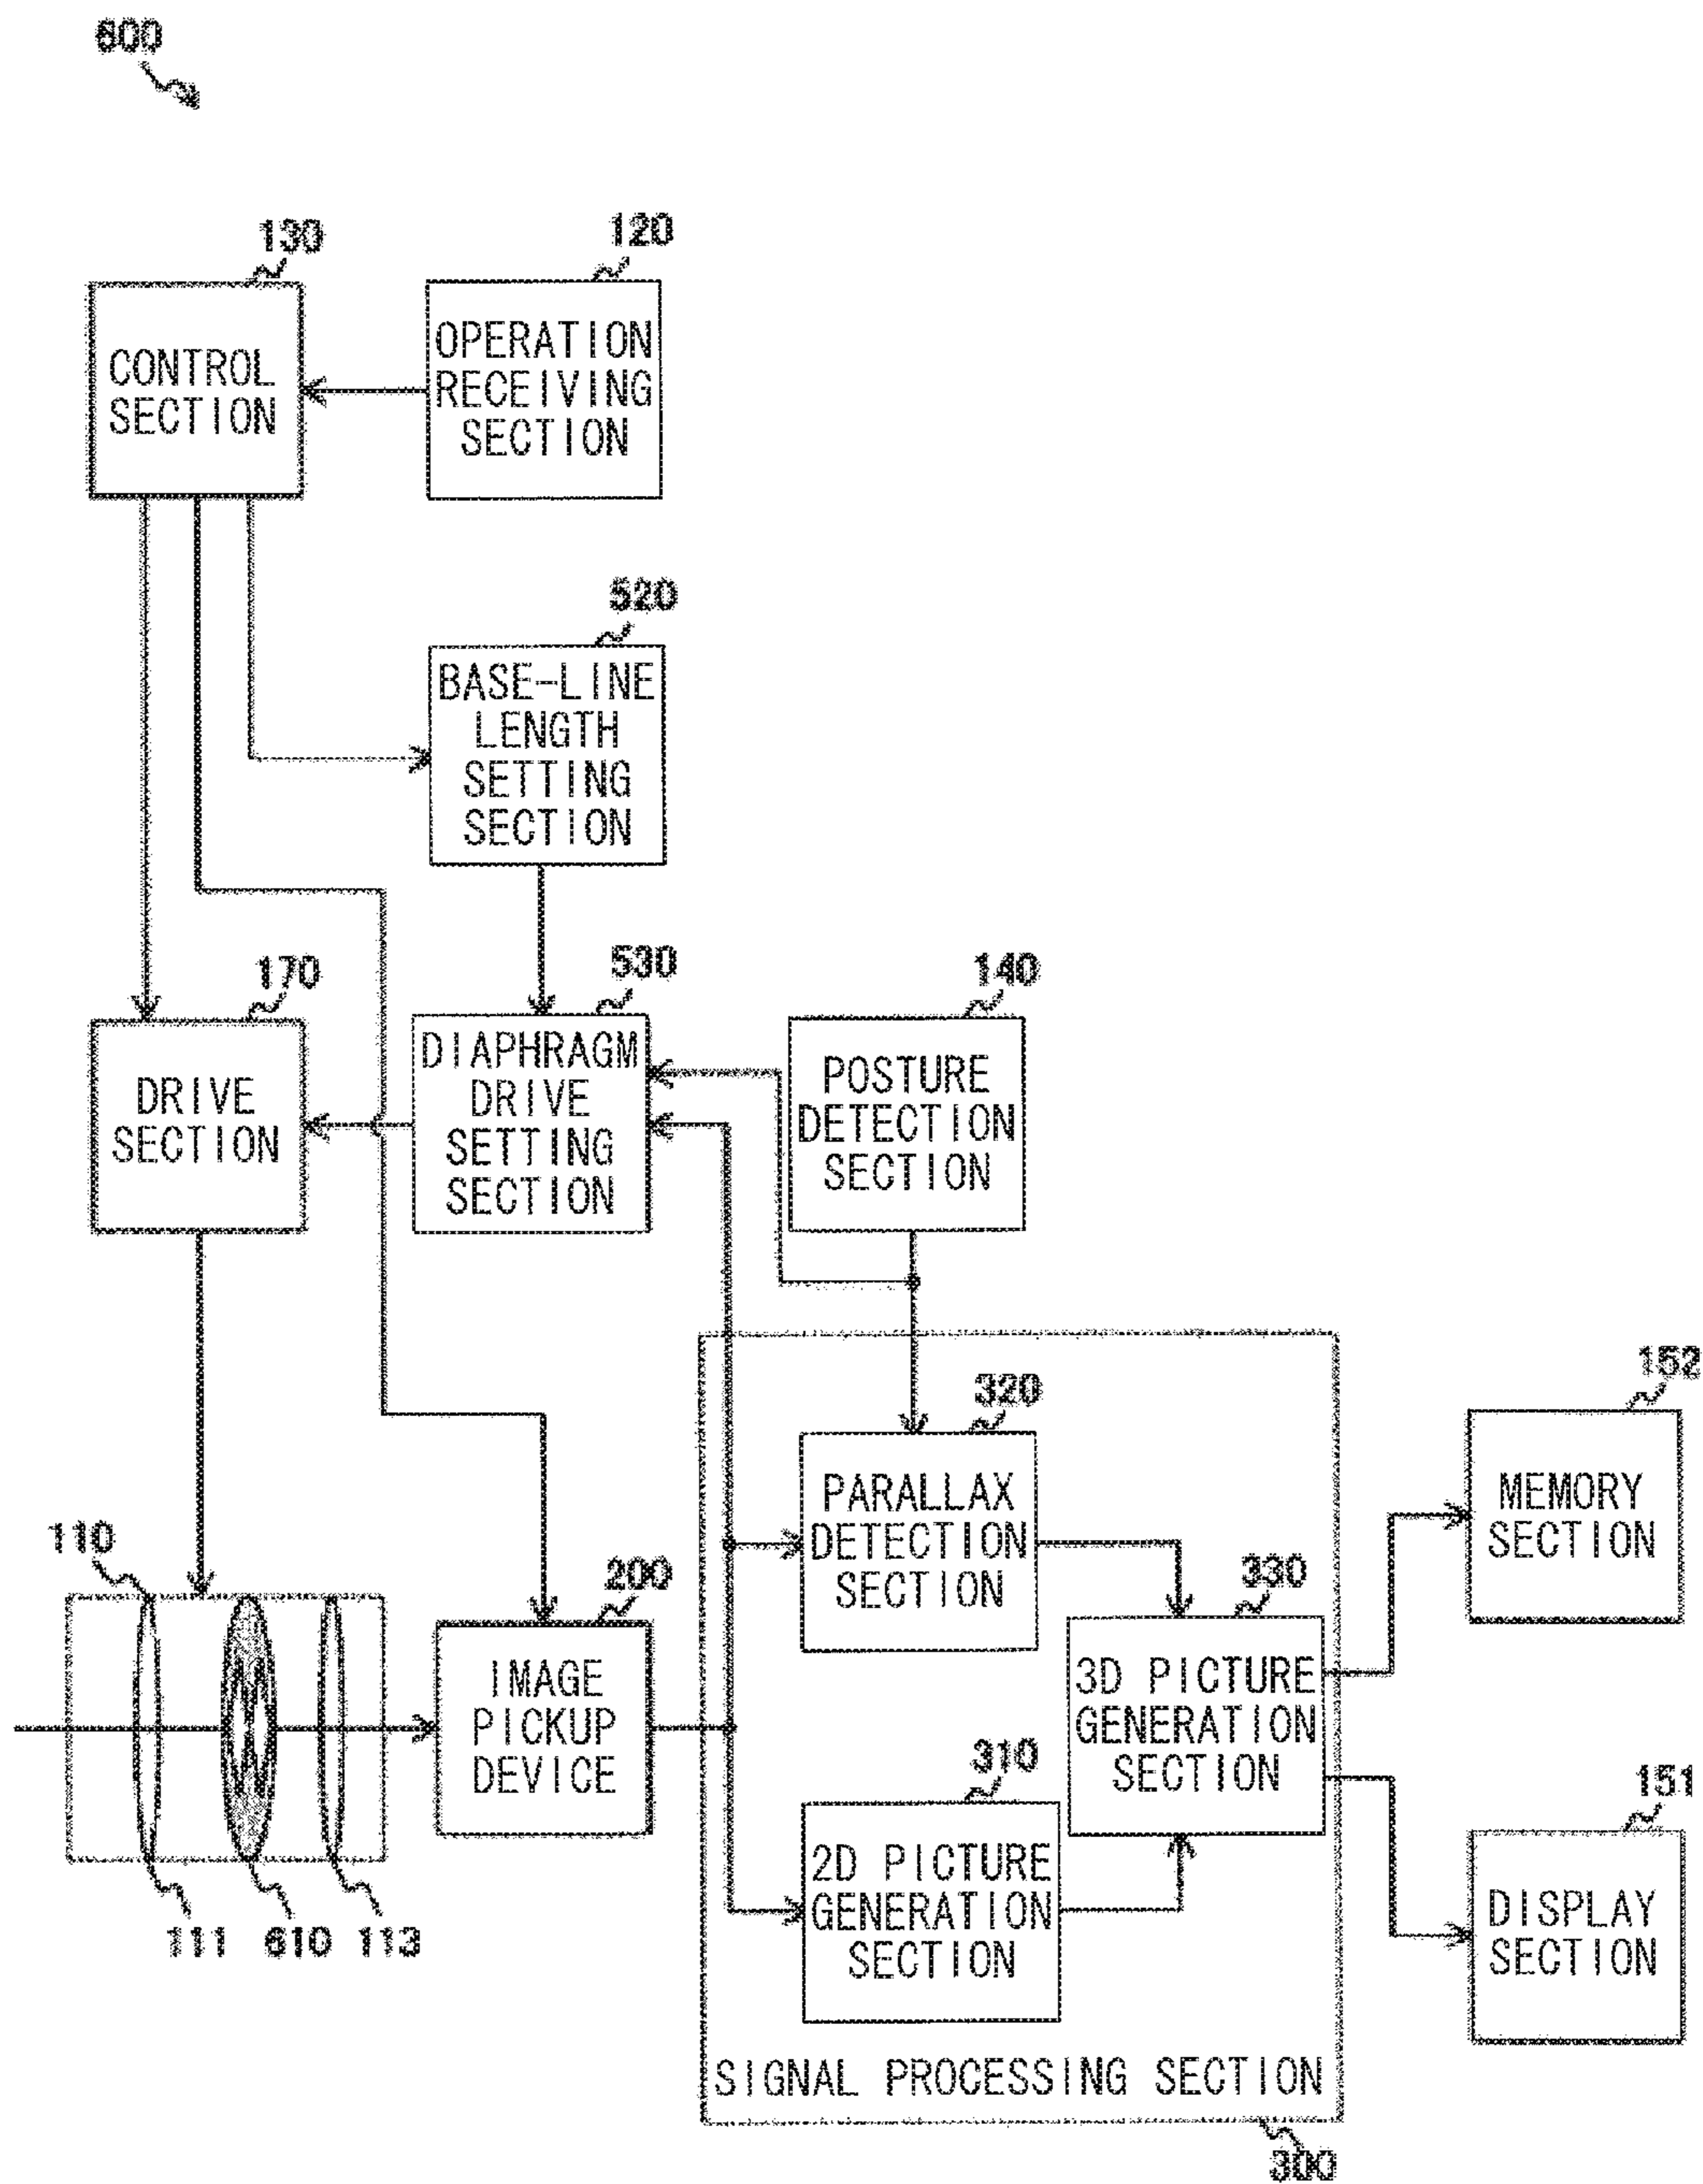 600
130
120
CONTROL
SECTION
OPERATION
RECEIVING
SECTION
520
BASE-LINE
LENGTH
SETTING
SECTION
170
530
140
DRIVE
SECTION
DIAPHRAGM
DRIVE
SETTING
SECTION
POSTURE
DETECTION
SECTION
320
152
PARALLAX
DETECTION
SECTION
MEMORY
SECTION
110
200
330
IMAGE
PICKUP
DEVICE
3D PICTURE
GENERATION
SECTION
310
151
2D PICTURE
GENERATION
SECTION
DISPLAY
SECTION
111
610
113
SIGNAL PROCESSING SECTION
300